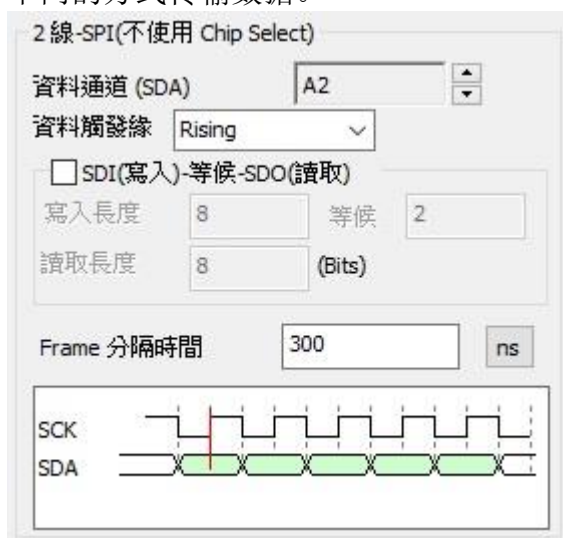 2 線-SPI(不使用 Chip Select)
資料通道 (SDA) A2
資料觸發緣 Rising
SDI(寫入)-等候-SDO(讀取)
寫入長度 8 等候 2
讀取長度 8 (Bits)
Frame 分隔時間 300 ns
SCK
SDA